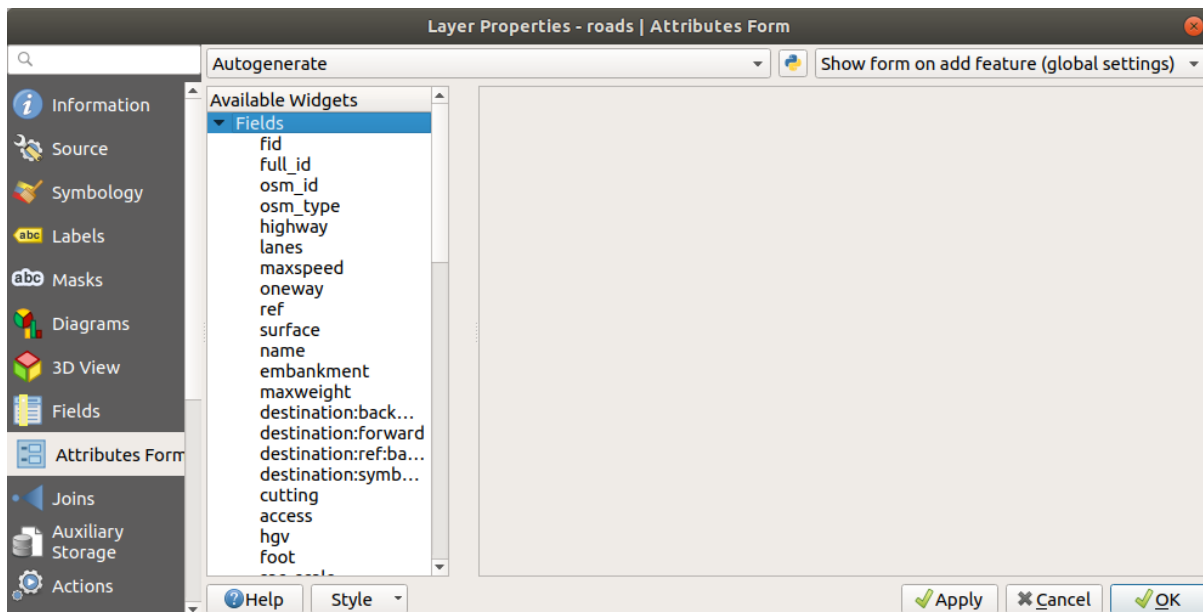 Layer Properties - roads | Attributes Form
Autogenerate
Show form on add feature (global settings)
Information
Source
Symbology
abc Labels
abc Masks
Diagrams
3D View
Fields
Attributes Form
Joins
Auxiliary
Storage
Actions
Available Widgets
Fields
fid
full_id
osm_id
osm_type
highway
lanes
maxspeed
oneway
ref
surface
name
embankment
maxweight
destination:back...
destination:forward
destination:ref:ba...
destination:symb...
cutting
access
hgv
foot
Help
Style
Apply
Cancel
OK